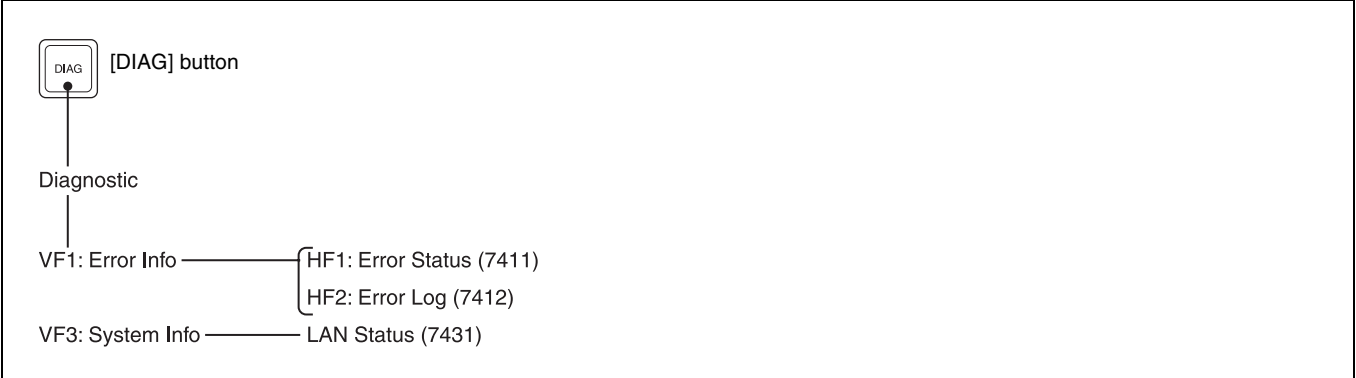 DIAG
[DIAG] button
Diagnostic
VF1: Error Info
HF1: Error Status (7411)
HF2: Error Log (7412)
VF3: System Info
LAN Status (7431)